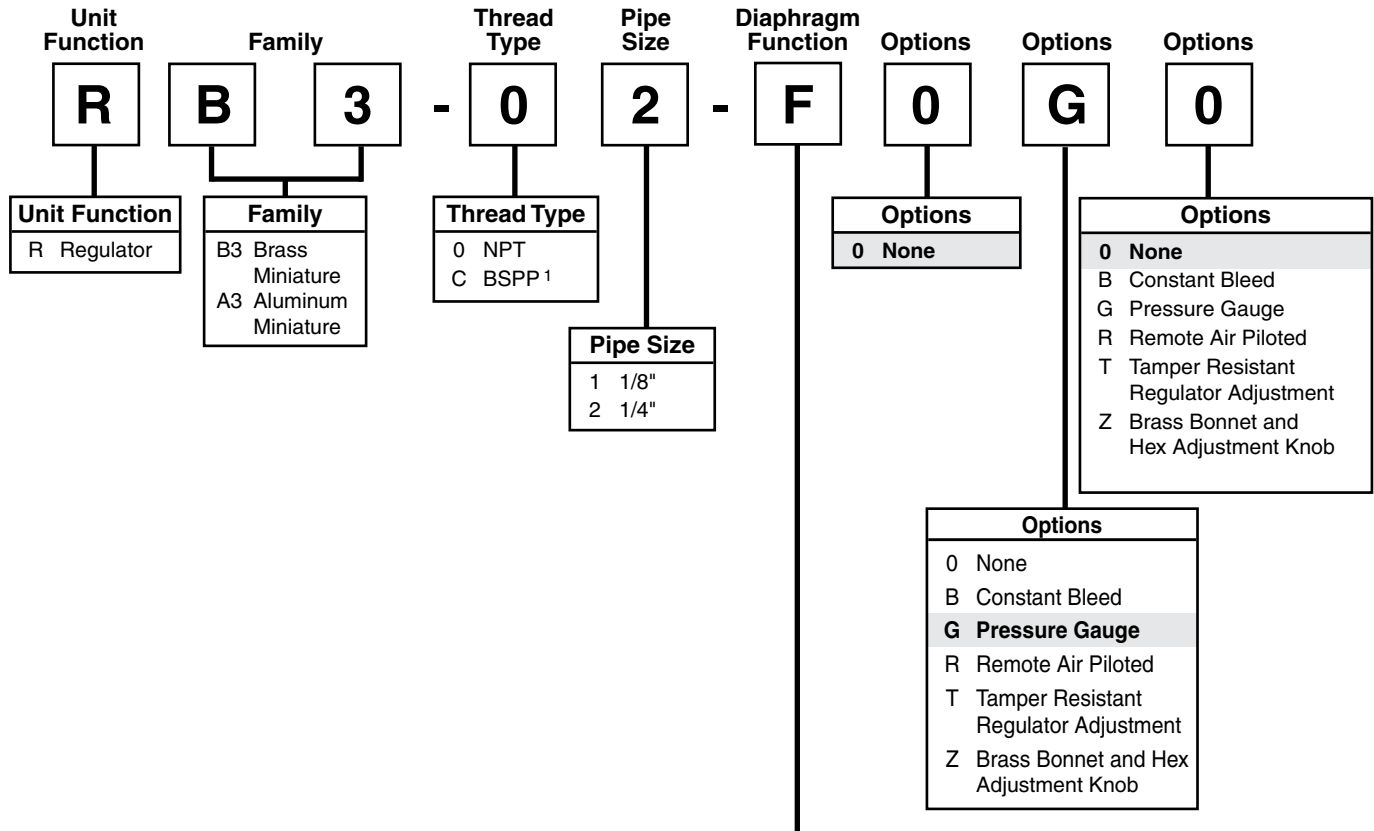 Unit Function
Family
Thread Type
Pipe Size
Diaphragm Function
Options
Options
Options
R B 3 - 0 2 - F 0 G 0
Unit Function
R Regulator
Family
B3 Brass
Miniature
A3 Aluminum
Miniature
Thread Type
0 NPT
C BSPP 1
Pipe Size
1 1/8"
2 1/4"
Options
0 None
Options
0 None
B Constant Bleed
G Pressure Gauge
R Remote Air Piloted
T Tamper Resistant
Regulator Adjustment
Z Brass Bonnet and
Hex Adjustment Knob
Options
0 None
B Constant Bleed
G Pressure Gauge
R Remote Air Piloted
T Tamper Resistant
Regulator Adjustment
Z Brass Bonnet and Hex
Adjustment Knob